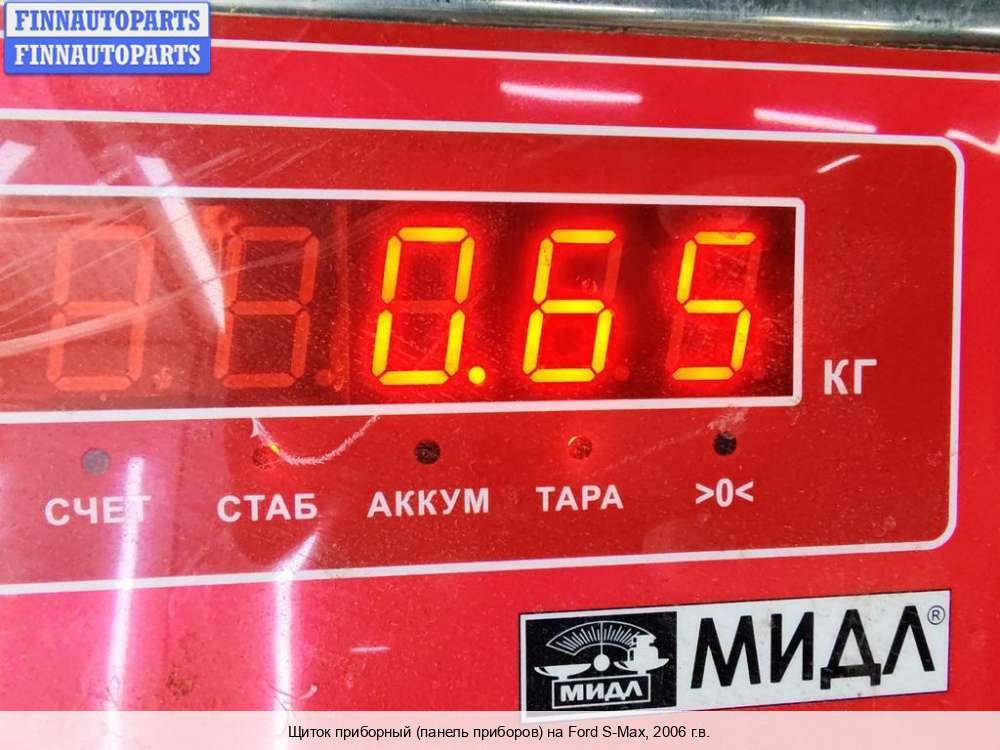 FINNAUTOPARTS
FINNAUTOPARTS
0.65
КГ
СЧЕТ СТАБ АККУМ ТАРА >0<
МИДЛ
МИДЛ®
Щиток приборный (панель приборов) на Ford S-Max, 2006 г.в.